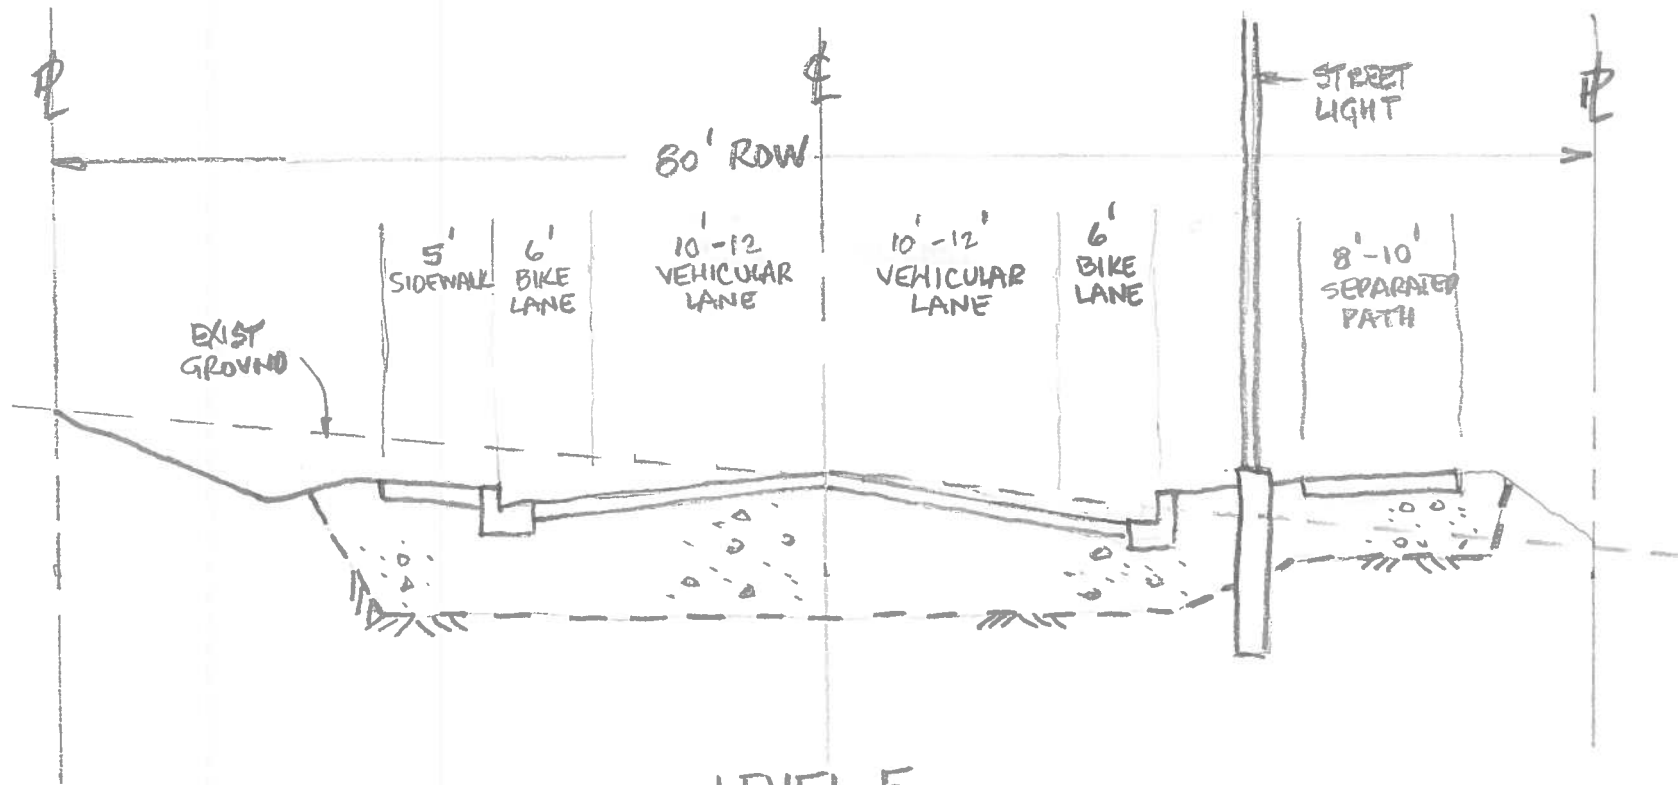 PL
CL
PL
STREET
LIGHT
80' ROW
5'
SIDEWALK
6'
BIKE
LANE
10'-12
VEHICULAR
LANE
10'-12'
VEHICULAR
LANE
6'
BIKE
LANE
8'-10'
SEPARATED
PATH
EXIST
GROUND